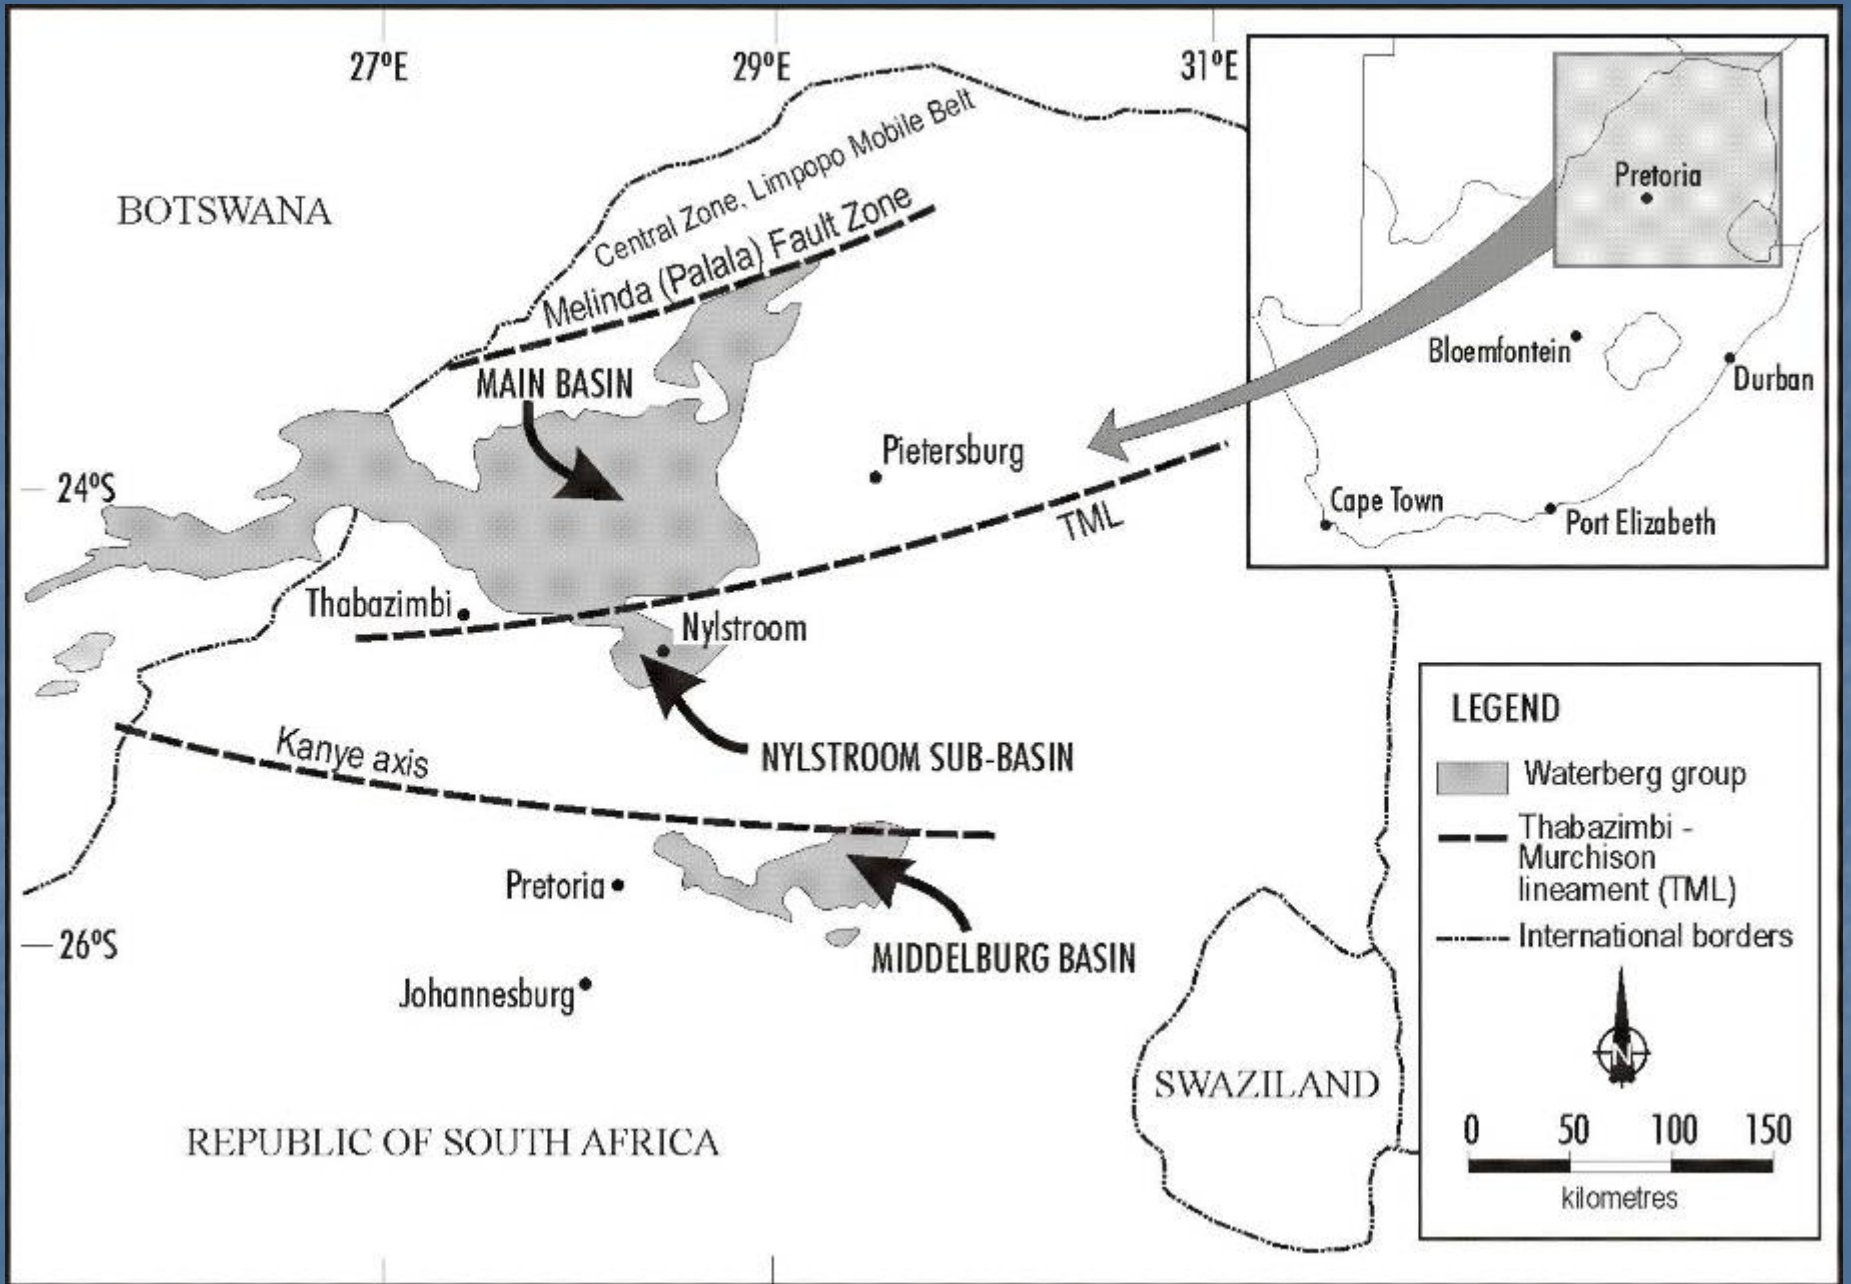 27ºE
29ºE
31ºE
BOTSWANA
Central Zone, Limpopo Mobile Belt
Melinda (Palala) Fault Zone
MAIN BASIN
Pietersburg
24ºS
TML
Thabazimbi
Nylstroom
NYLSTROOM SUB-BASIN
Kanye axis
Pretoria
MIDDELBURG BASIN
26ºS
Johannesburg
SWAZILAND
REPUBLIC OF SOUTH AFRICA
Pretoria
Bloemfontein
Durban
Cape Town
Port Elizabeth
LEGEND
Waterberg group
Thabazimbi -
Murchison
lineament (TML)
International borders
N
0 50 100 150
kilometres